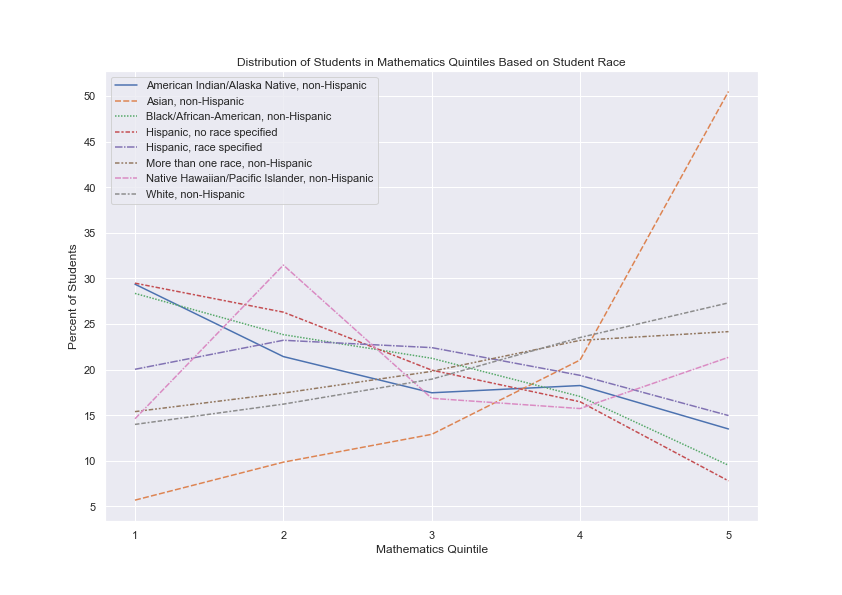 Distribution of Students in Mathematics Quintiles Based on Student Race
American Indian/Alaska Native, non-Hispanic
Asian, non-Hispanic
Black/African-American, non-Hispanic
Hispanic, no race specified
Hispanic, race specified
More than one race, non-Hispanic
Native Hawaiian/Pacific Islander, non-Hispanic
White, non-Hispanic
Percent of Students
50
45
40
35
30
25
20
15
10
5
1 2 3 4 5
Mathematics Quintile